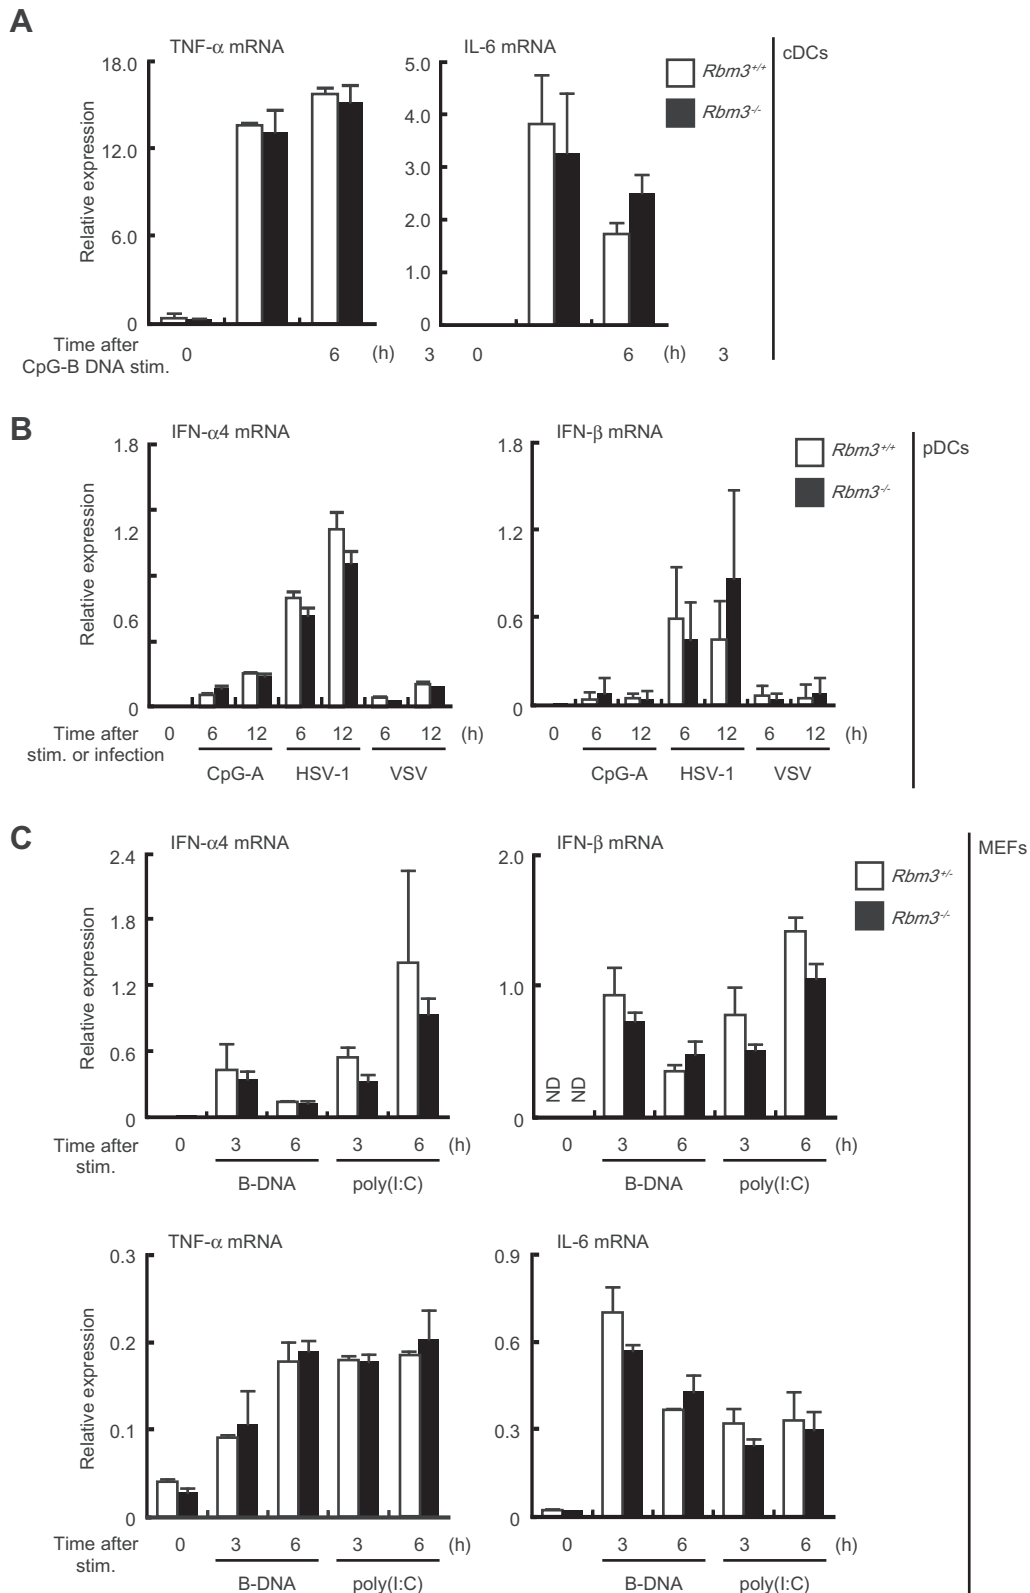 A
TNF-α mRNA
IL-6 mRNA
Rbm3+/+
Rbm3-/-
cDCs
Relative expression
18.0
12.0
6.0
0
5.0
4.0
3.0
2.0
1.0
0
Time after
CpG-B DNA stim.
0 6 (h) 3 0 6 (h) 3
B
IFN-α4 mRNA
IFN-β mRNA
Rbm3+/+
Rbm3-/-
pDCs
Relative expression
1.8
1.2
0.6
0
1.8
1.2
0.6
0
Time after
stim. or infection
0 6 12 6 12 6 12 (h)
CpG-A HSV-1 VSV
0 6 12 6 12 6 12 (h)
CpG-A HSV-1 VSV
C
IFN-α4 mRNA
IFN-β mRNA
Rbm3+/-
Rbm3-/-
MEFs
Relative expression
2.4
1.8
1.2
0.6
0
2.0
1.0
0
ND
ND
Time after
stim.
0 3 6 3 6 (h)
B-DNA poly(I:C)
0 3 6 3 6 (h)
B-DNA poly(I:C)
TNF-α mRNA
IL-6 mRNA
Relative expression
0.3
0.2
0.1
0
0.9
0.6
0.3
0
Time after
stim.
0 3 6 3 6 (h)
B-DNA poly(I:C)
0 3 6 3 6 (h)
B-DNA poly(I:C)